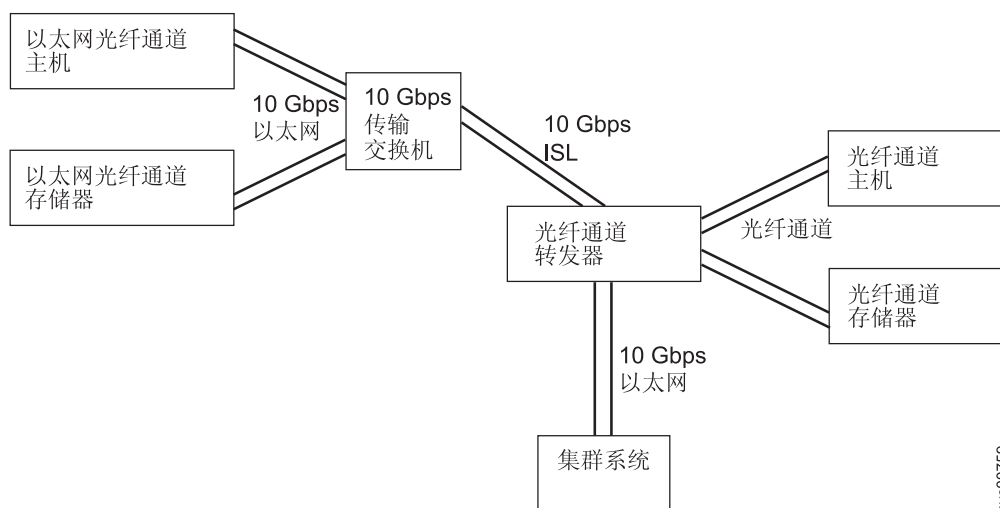 以太网光纤通道
主机
10 Gbps
以太网
以太网光纤通道
存储器
10 Gbps
传输
交换机
10 Gbps
ISL
光纤通道
转发器
光纤通道
主机
光纤通道
光纤通道
存储器
10 Gbps
以太网
集群系统